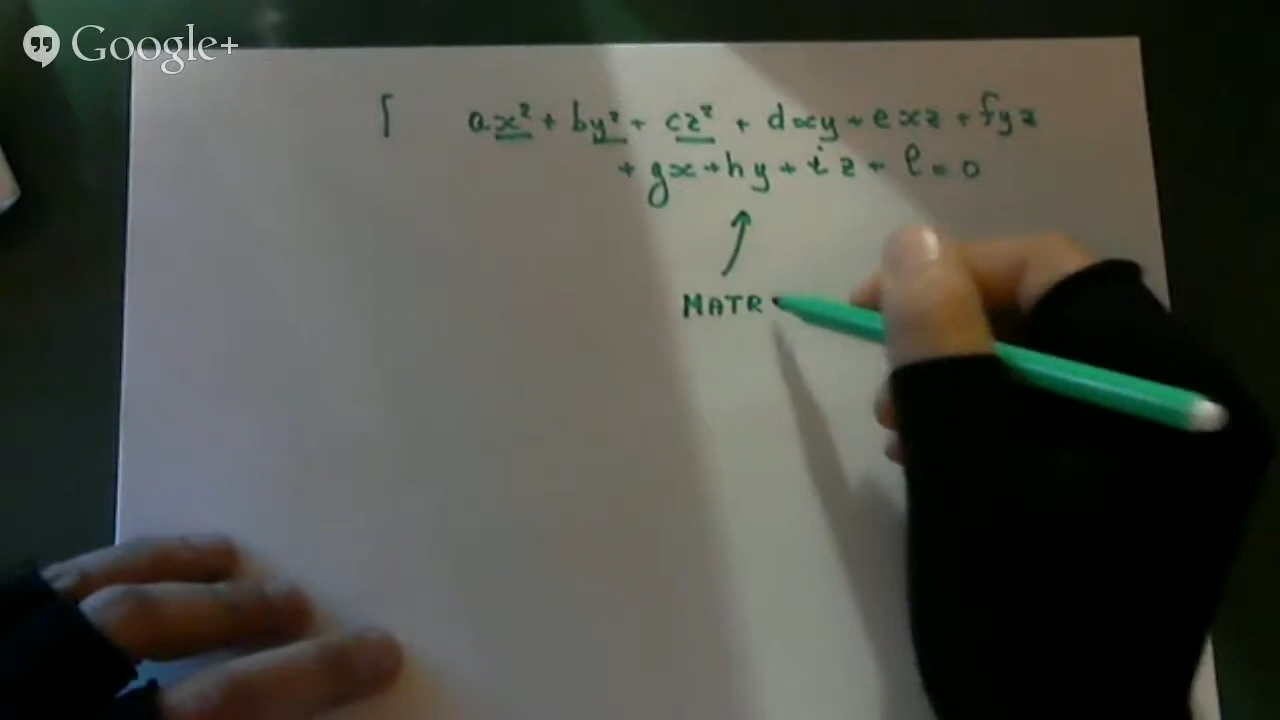 Google+
Γ ax² + by² + cz² + dxy + exz + fyz
+ gx + hy + iz + l = 0
MATR